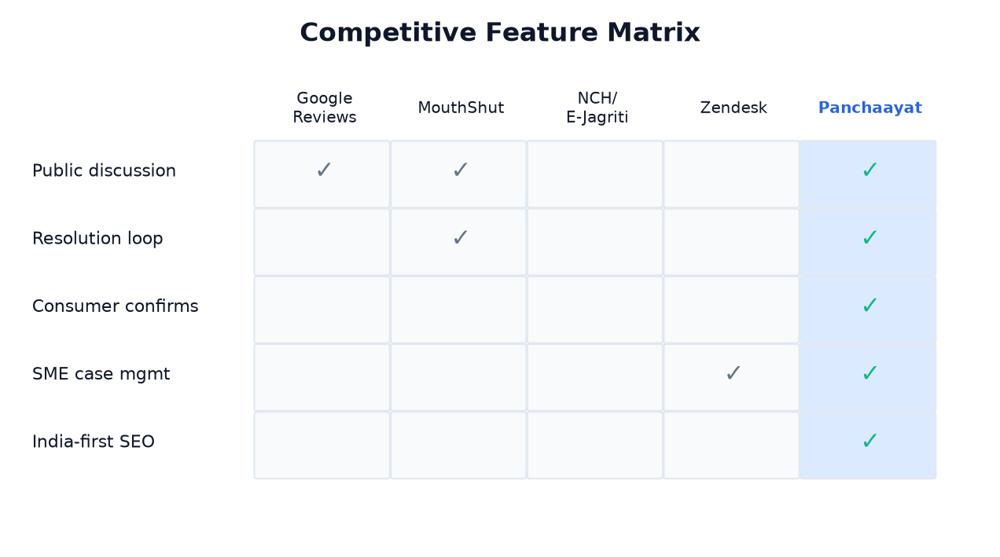 Competitive Feature Matrix
Google
Reviews
MouthShut
NCH/
E-Jagriti
Zendesk
Panchaayat
Public discussion ✓ ✓ ✓
Resolution loop ✓ ✓
Consumer confirms ✓
SME case mgmt ✓ ✓
India-first SEO ✓